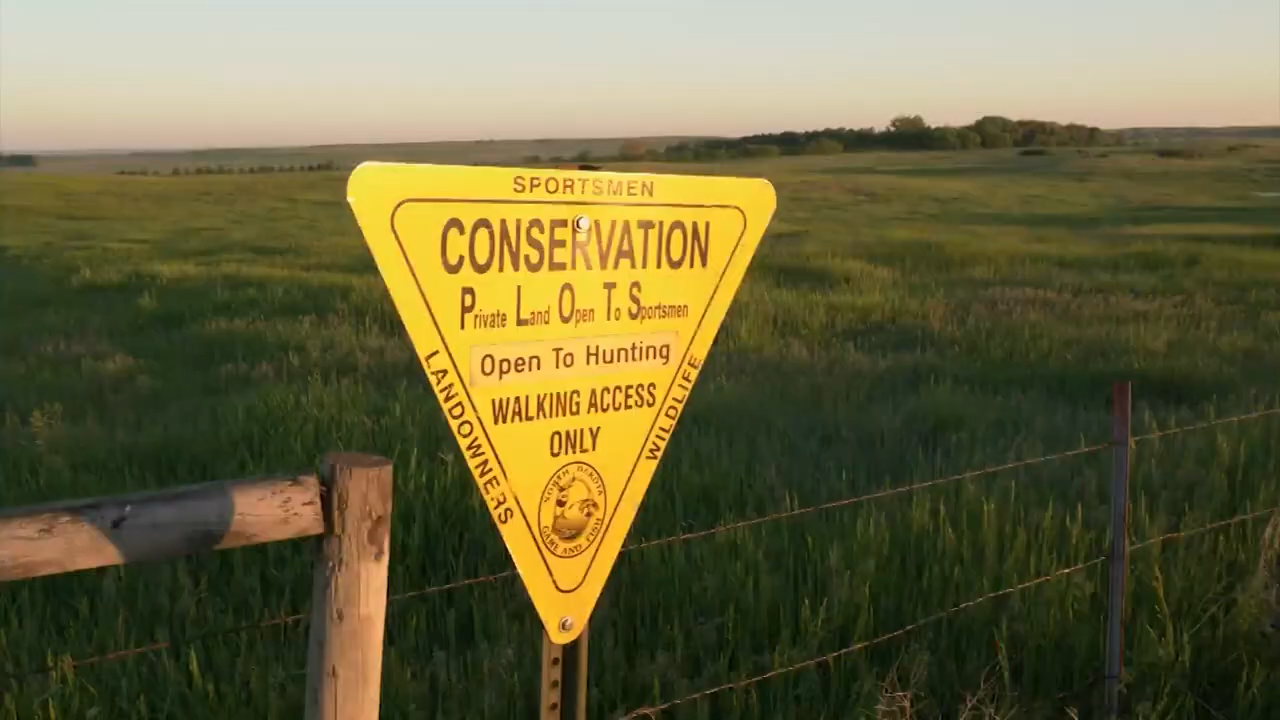 SPORTSMEN
CONSERVATION
Private Land Open To Sportsmen
Open To Hunting
WALKING ACCESS
ONLY
LANDOWNERS
WILDLIFE
NORTH DAKOTA
GAME AND FISH